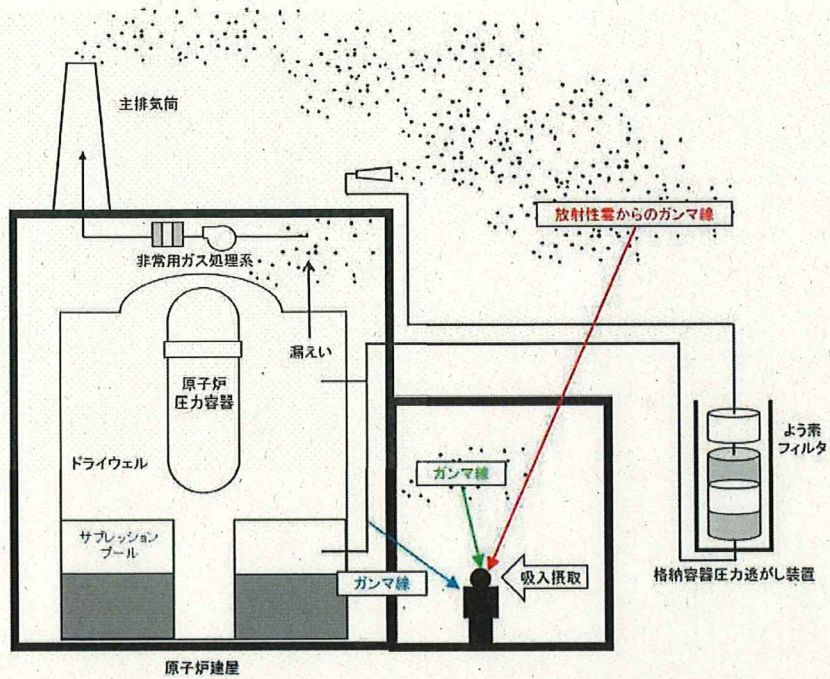 主排気筒
放射性雲からのガンマ線
非常用ガス処理系
漏えい
原子炉
圧力容器
よう素
フィルタ
ドライウェル
ガンマ線
サプレッション
プール
ガンマ線
吸入摂取
格納容器圧力逃がし装置
原子炉建屋